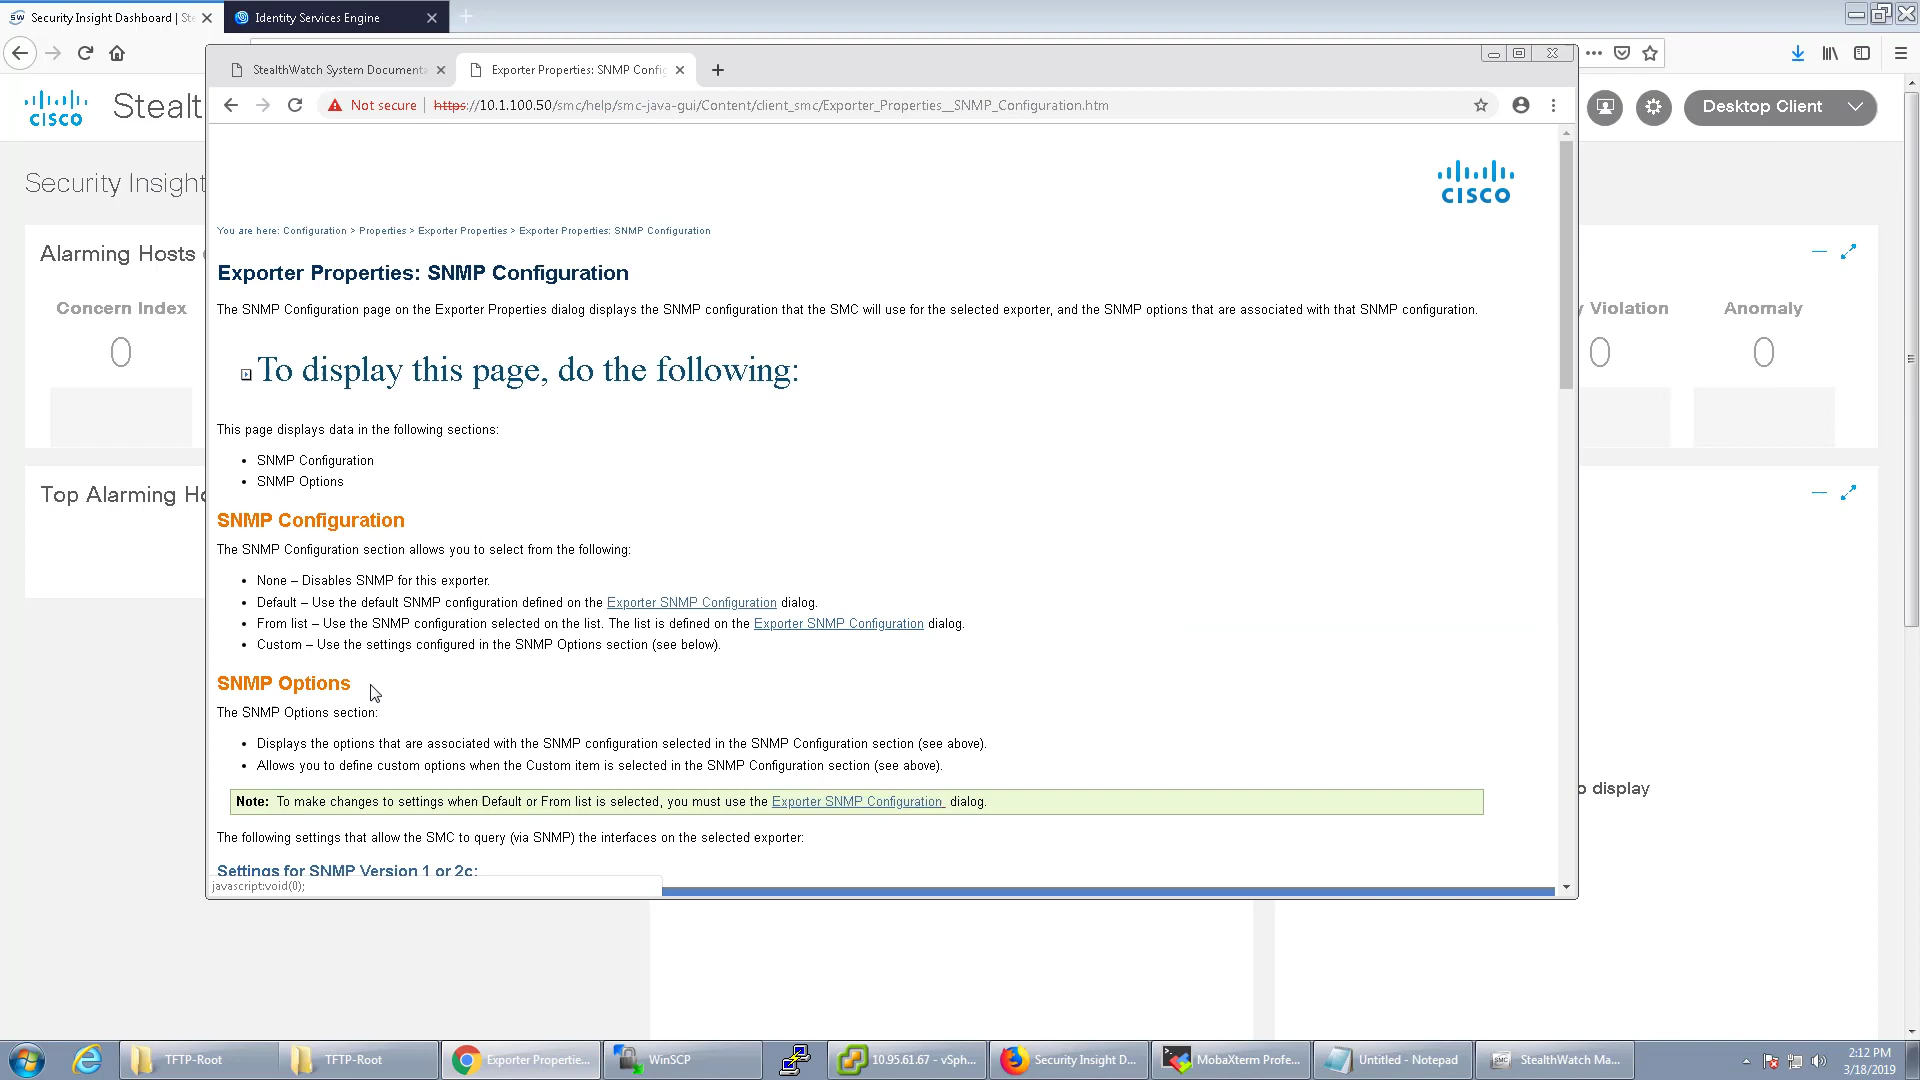 Security Insight Dashboard | Ste
Identity Services Engine
StealthWatch System Documenta
Exporter Properties: SNMP Config
Not secure | https://10.1.100.50/smc/help/smc-java-gui/Content/client_smc/Exporter_Properties__SNMP_Configuration.htm
cisco
Stealt
Desktop Client
Security Insight
cisco
Alarming Hosts
Concern Index
0
Violation
Anomaly
0
0
Top Alarming Ho
o display
You are here: Configuration > Properties > Exporter Properties > Exporter Properties: SNMP Configuration
Exporter Properties: SNMP Configuration
The SNMP Configuration page on the Exporter Properties dialog displays the SNMP configuration that the SMC will use for the selected exporter, and the SNMP options that are associated with that SNMP configuration.
To display this page, do the following:
This page displays data in the following sections:
• SNMP Configuration
• SNMP Options
SNMP Configuration
The SNMP Configuration section allows you to select from the following:
• None – Disables SNMP for this exporter.
• Default – Use the default SNMP configuration defined on the Exporter SNMP Configuration dialog.
• From list – Use the SNMP configuration selected on the list. The list is defined on the Exporter SNMP Configuration dialog.
• Custom – Use the settings configured in the SNMP Options section (see below).
SNMP Options
The SNMP Options section:
• Displays the options that are associated with the SNMP configuration selected in the SNMP Configuration section (see above).
• Allows you to define custom options when the Custom item is selected in the SNMP Configuration section (see above).
Note: To make changes to settings when Default or From list is selected, you must use the Exporter SNMP Configuration dialog.
The following settings that allow the SMC to query (via SNMP) the interfaces on the selected exporter:
Settings for SNMP Version 1 or 2c:
javascript:void(0);
TFTP-Root
TFTP-Root
Exporter Propertie...
WinSCP
10.95.61.67 - vSph...
Security Insight D...
MobaXterm Profe...
Untitled - Notepad
SMC
StealthWatch Ma...
2:12 PM
3/18/2019